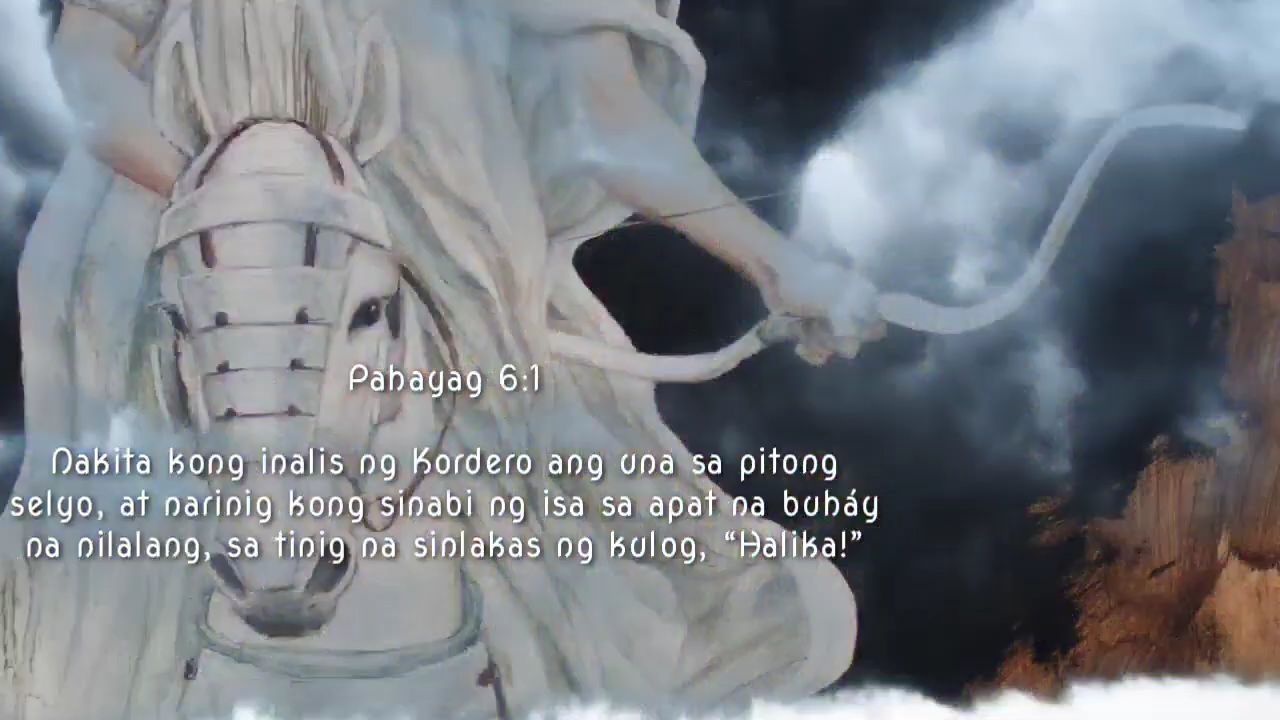 Pahayag 6:1
Nakita kong inalis ng Kordero ang una sa pitong
selyo, at narinig kong sinabi ng isa sa apat na buháy
na nilalang, sa tinig na sinlakas ng kulog, “Halika!”